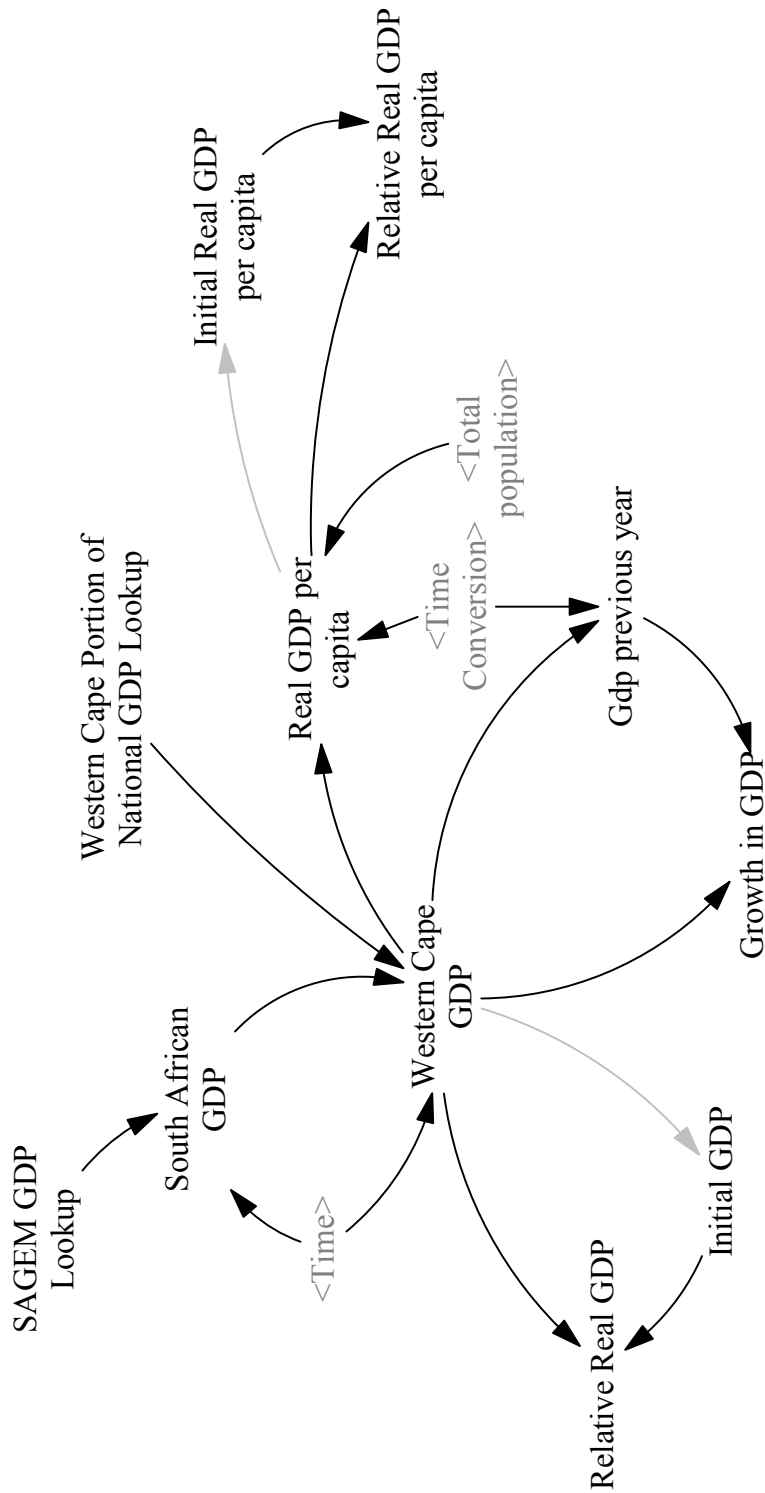 SAGEM GDP
Lookup
South African
GDP
<Time>
Western Cape Portion of
National GDP Lookup
Western Cape
GDP
Real GDP per
capita
Initial Real GDP
per capita
Relative Real GDP
per capita
<Total
population>
<Time
Conversion>
Gdp previous year
Growth in GDP
Initial GDP
Relative Real GDP